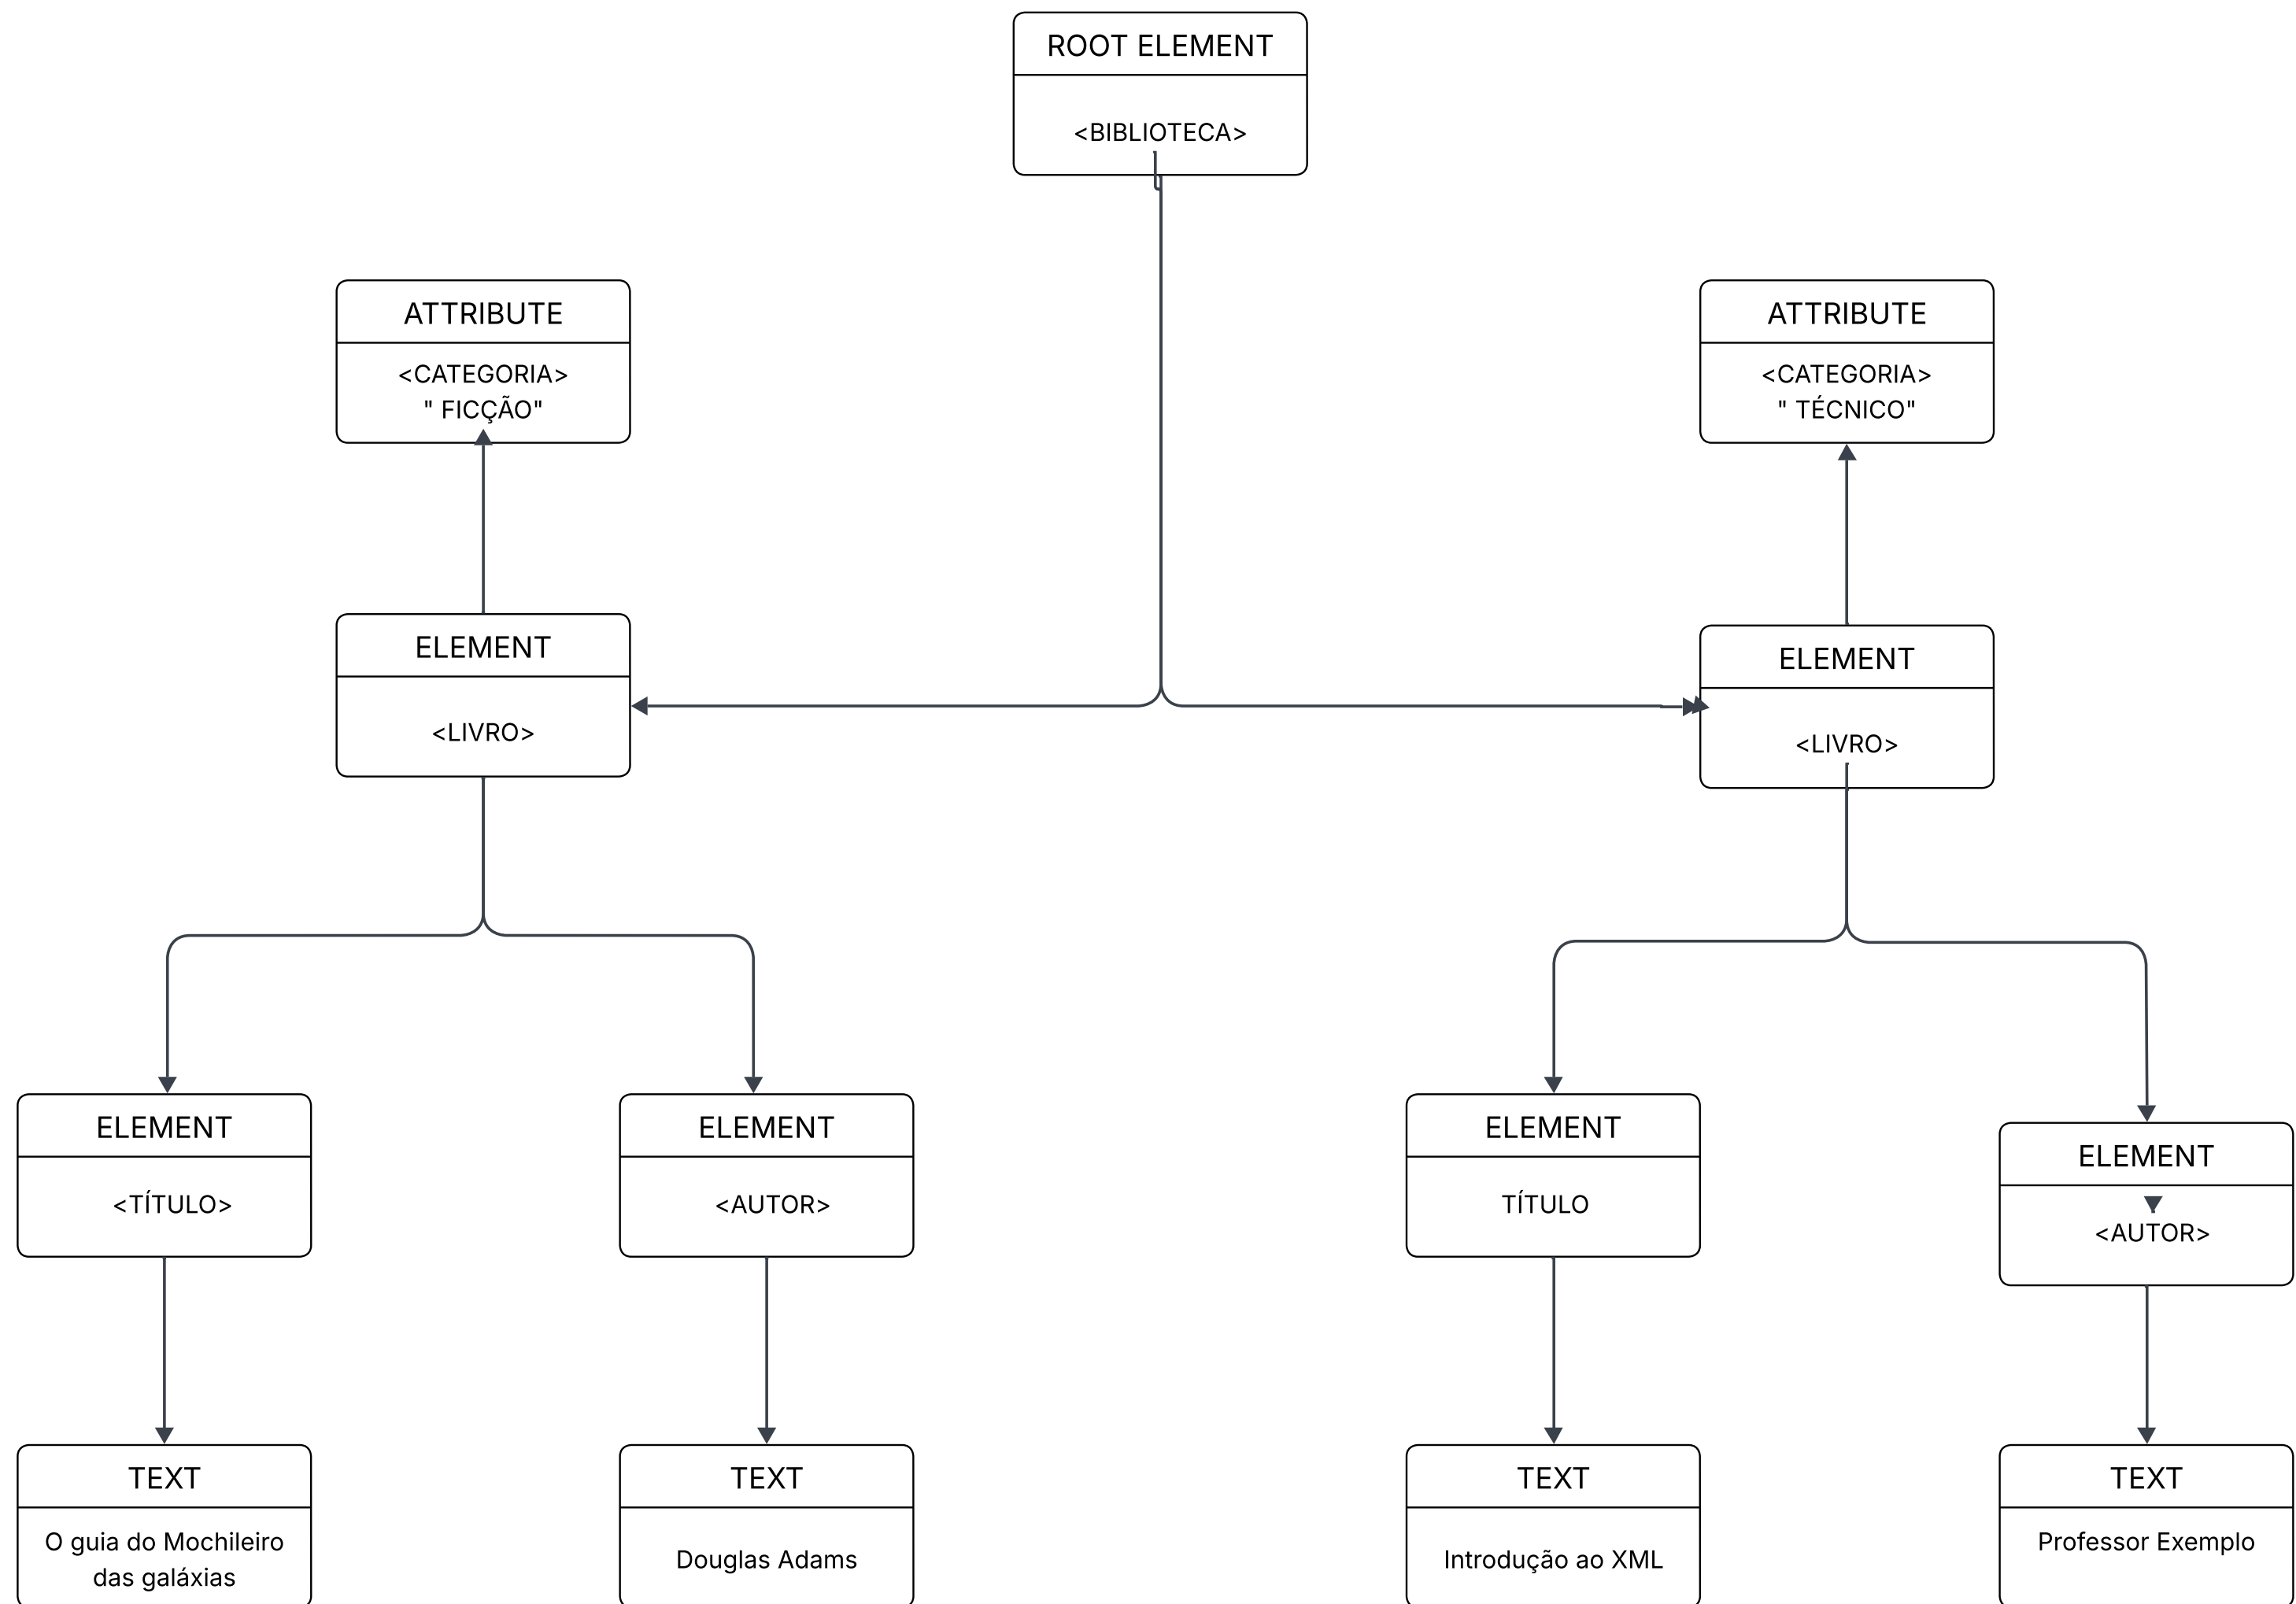 ROOT ELEMENT
<BIBLIOTECA>
ATTRIBUTE
<CATEGORIA>
" FICÇÃO"
ATTRIBUTE
<CATEGORIA>
" TÉCNICO"
ELEMENT
<LIVRO>
ELEMENT
<LIVRO>
ELEMENT
<TÍTULO>
ELEMENT
<AUTOR>
ELEMENT
TÍTULO
ELEMENT
<AUTOR>
TEXT
O guia do Mochileiro
das galáxias
TEXT
Douglas Adams
TEXT
Introdução ao XML
TEXT
Professor Exemplo